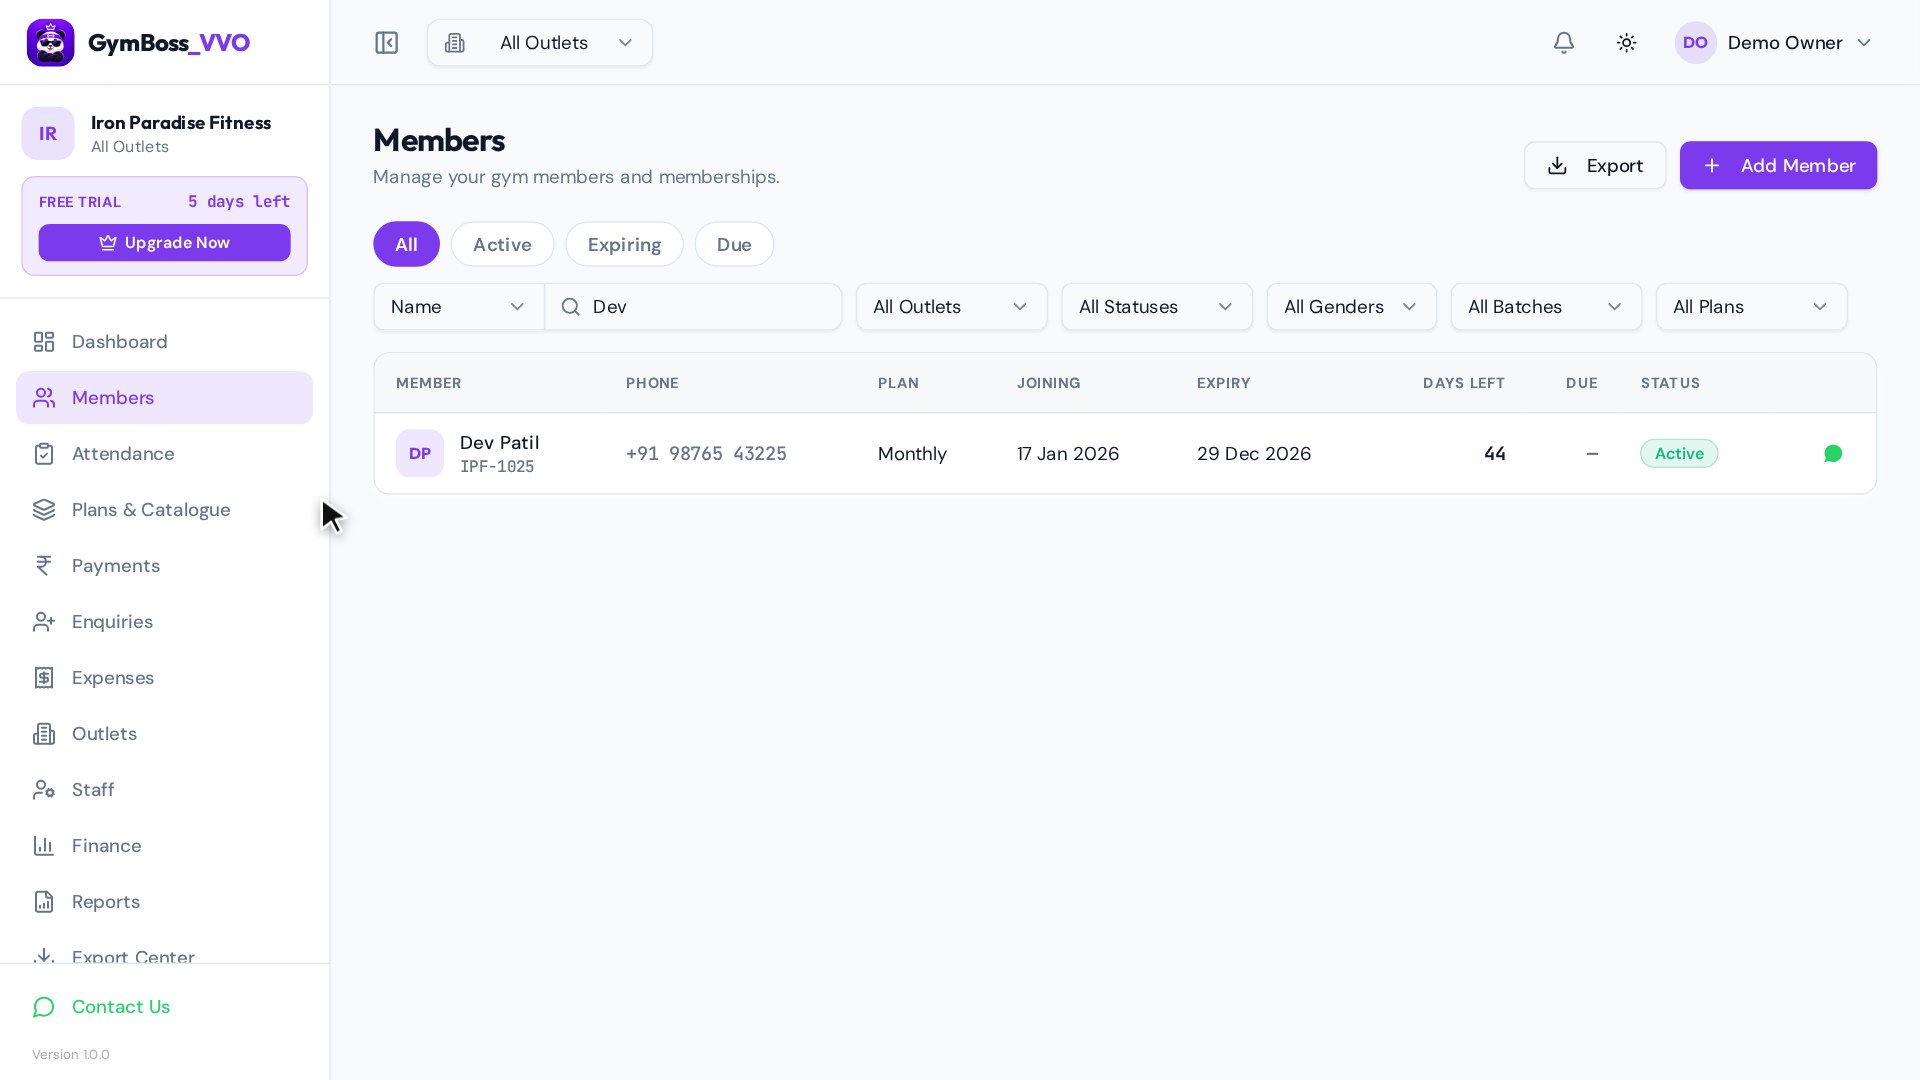 GymBoss_VVO
All Outlets
DO
Demo Owner
IR
Iron Paradise Fitness
All Outlets
FREE TRIAL
5 days left
Upgrade Now
Dashboard
Members
Attendance
Plans & Catalogue
Payments
Enquiries
Expenses
Outlets
Staff
Finance
Reports
Export Center
Contact Us
Version 1.0.0
Members
Manage your gym members and memberships.
Export
Add Member
All
Active
Expiring
Due
Name
Dev
All Outlets
All Statuses
All Genders
All Batches
All Plans
MEMBER PHONE PLAN JOINING EXPIRY DAYS LEFT DUE STATUS
DP Dev Patil +91 98765 43225 Monthly 17 Jan 2026 29 Dec 2026 44 – Active
IPF-1025